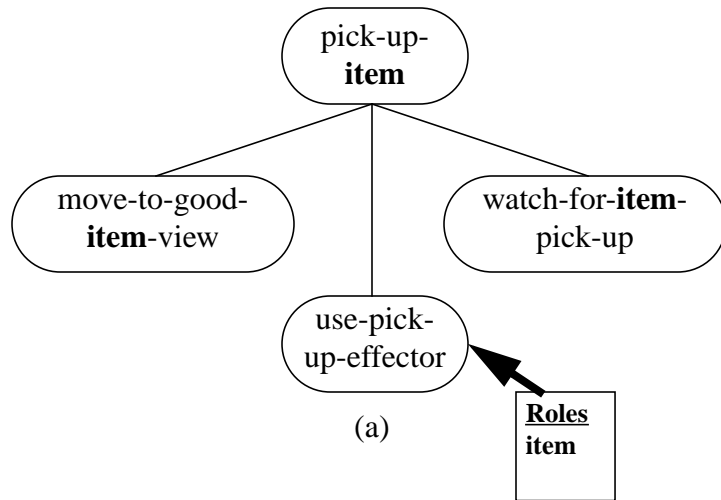 pick-up-
item
move-to-good-
item-view
watch-for-item-
pick-up
use-pick-
up-effector
(a)
Roles
item